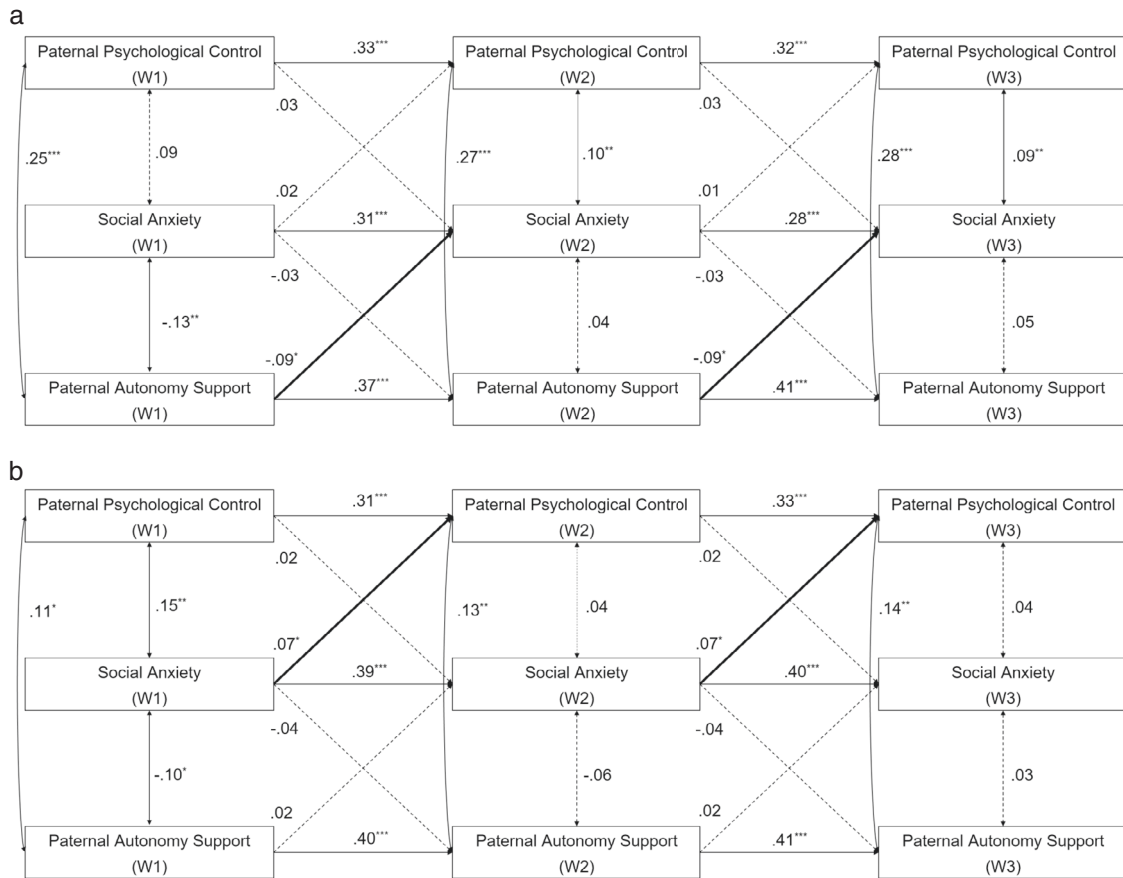 a
Paternal Psychological Control
(W1)
.33***
Paternal Psychological Control
(W2)
.32***
Paternal Psychological Control
(W3)
.03
.03
.25***
.09
.27***
.10**
.28***
.09**
.02
.01
Social Anxiety
(W1)
.31***
Social Anxiety
(W2)
.28***
Social Anxiety
(W3)
-.03
-.03
-.13**
.04
.05
-.09*
-.09*
Paternal Autonomy Support
(W1)
.37***
Paternal Autonomy Support
(W2)
.41***
Paternal Autonomy Support
(W3)
b
Paternal Psychological Control
(W1)
.31***
Paternal Psychological Control
(W2)
.33***
Paternal Psychological Control
(W3)
.02
.02
.11*
.15**
.13**
.04
.14**
.04
.07*
.07*
Social Anxiety
(W1)
.39***
Social Anxiety
(W2)
.40***
Social Anxiety
(W3)
-.04
-.04
-.10*
-.06
.03
.02
.02
Paternal Autonomy Support
(W1)
.40***
Paternal Autonomy Support
(W2)
.41***
Paternal Autonomy Support
(W3)